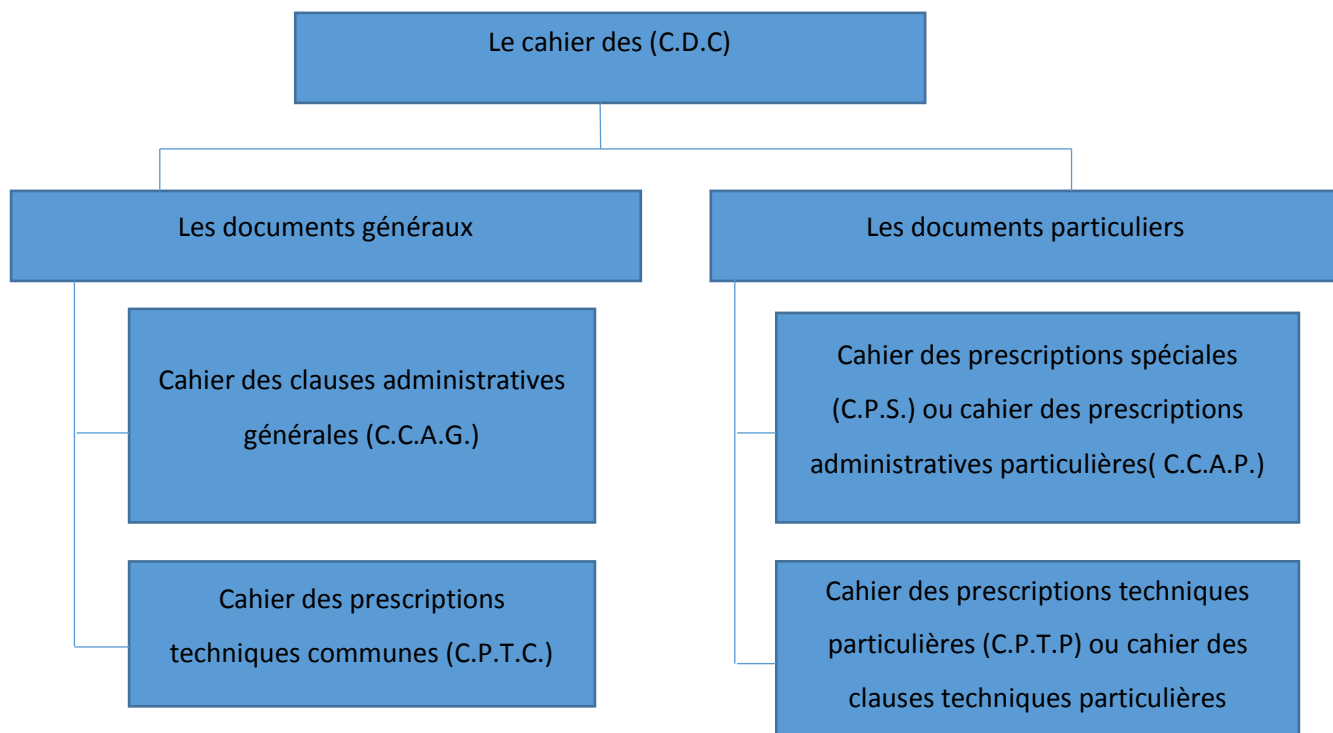 Le cahier des (C.D.C)
Les documents généraux
Les documents particuliers
Cahier des clauses administratives
générales (C.C.A.G.)
Cahier des prescriptions spéciales
(C.P.S.) ou cahier des prescriptions
administratives particulières( C.C.A.P.)
Cahier des prescriptions
techniques communes (C.P.T.C.)
Cahier des prescriptions techniques
particulières (C.P.T.P) ou cahier des
clauses techniques particulières